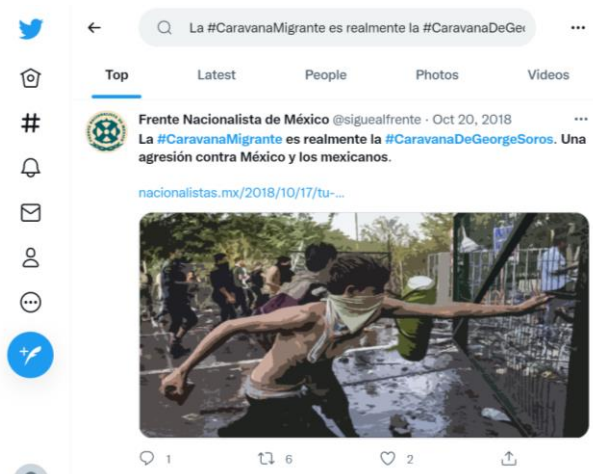 La #CaravanaMigrante es realmente la #CaravanaDeGeo
Top Latest People Photos Videos
Frente Nacionalista de México @siguealfrente · Oct 20, 2018
La #CaravanaMigrante es realmente la #CaravanaDeGeorgeSoros. Una
agresión contra México y los mexicanos.
nacionalistas.mx/2018/10/17/tu-...
1 6 2